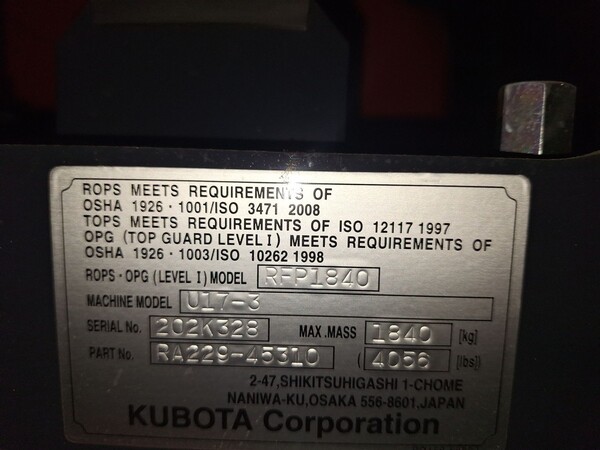 ROPS MEETS REQUIREMENTS OF
OSHA 1926・1001/ISO 3471 2008
TOPS MEETS REQUIREMENTS OF ISO 12117 1997
OPG (TOP GUARD LEVEL I) MEETS REQUIREMENTS OF
OSHA 1926・1003/ISO 10262 1998
ROPS・OPG (LEVEL I) MODEL RFP1840
MACHINE MODEL U17-3
SERIAL No. 202K328 MAX.MASS 1840 [kg]
PART No. RA229-45310 (4056 [lbs])
2-47,SHIKITSUHIGASHI 1-CHOME
NANIWA-KU,OSAKA 556-8601.JAPAN
KUBOTA Corporation